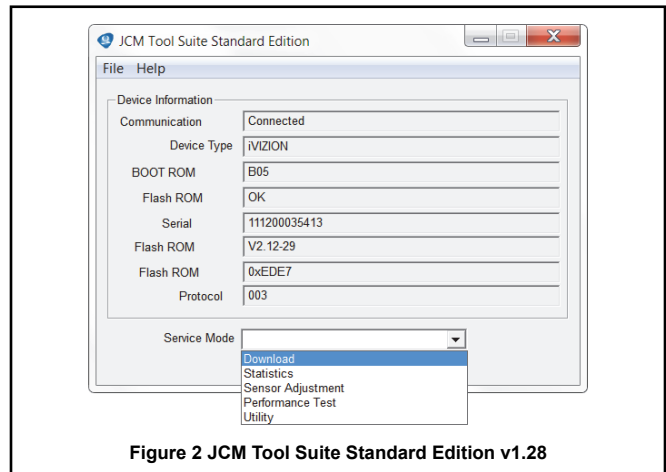 JCM Tool Suite Standard Edition
File Help
Device Information
Communication Connected
Device Type iVIZION
BOOT ROM B05
Flash ROM OK
Serial 111200035413
Flash ROM V2.12-29
Flash ROM 0xEDE7
Protocol 003
Service Mode
Download
Statistics
Sensor Adjustment
Performance Test
Utility
Figure 2 JCM Tool Suite Standard Edition v1.28